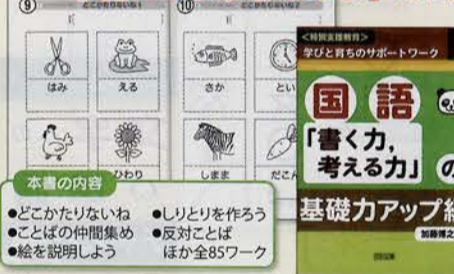 ⑨ どこかたりないね1
⑩ どこかたりないね2
はみ
える
さか
とい
ひわり
しまま
だこん
本書の内容
●どこかたりないね
●ことばの仲間集め
●絵を説明しよう
●しりとりを作ろう
●反対ことば
ほか全85ワーク
<特別支援教育>
学びと育ちのサポートワーク
国語
「書く力,
考える力」の
基礎力アップ
加藤博之